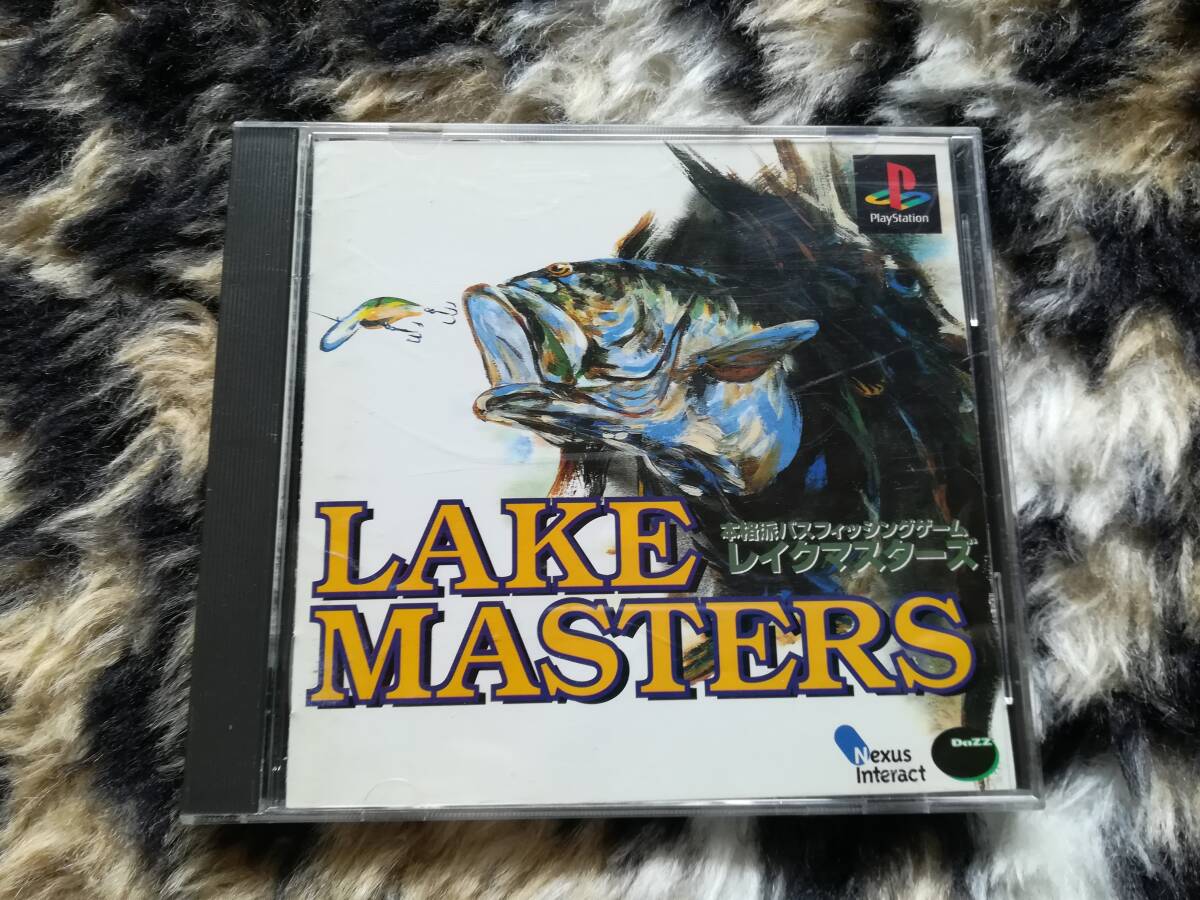 PlayStation
本格派バスフィッシングゲーム
レイクマスターズ
LAKE
MASTERS
Nexus
Interact
DaZZ